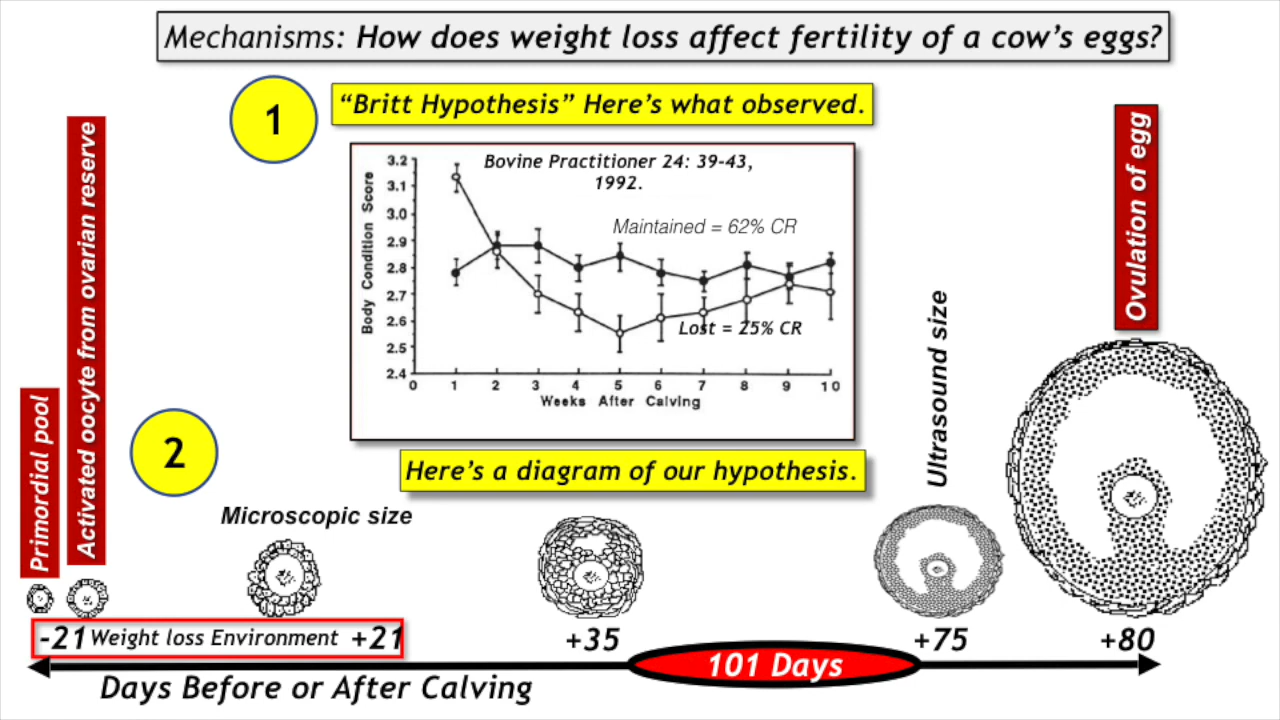 Mechanisms: How does weight loss affect fertility of a cow's eggs?
1
"Britt Hypothesis" Here's what observed.
Bovine Practitioner 24: 39-43,
1992.
Maintained = 62% CR
Lost = 25% CR
Body Condition Score
3.2
3.1
3.0
2.9
2.8
2.7
2.6
2.5
2.4
0 1 2 3 4 5 6 7 8 9 10
Weeks After Calving
2
Here's a diagram of our hypothesis.
Primordial pool
Activated oocyte from ovarian reserve
Microscopic size
Ultrasound size
Ovulation of egg
-21 Weight loss Environment +21
+35
+75
+80
101 Days
Days Before or After Calving